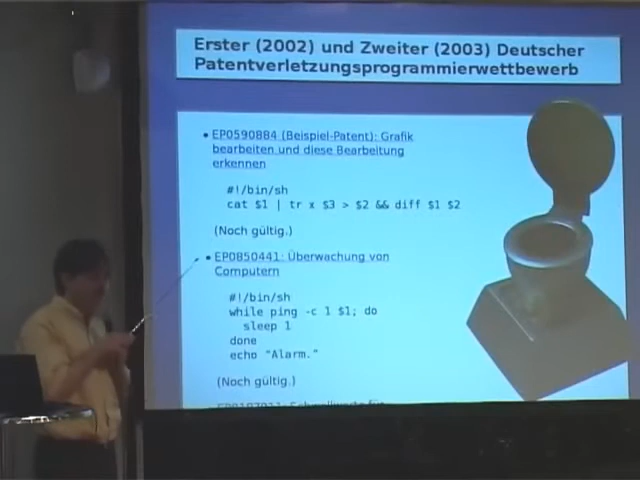 Erster (2002) und Zweiter (2003) Deutscher
Patentverletzungsprogrammierwettbewerb
• EP0590884 (Beispiel-Patent): Grafik
bearbeiten und diese Bearbeitung
erkennen
#!/bin/sh
cat $1 | tr x $3 > $2 && diff $1 $2
(Noch gültig.)
• EP0850441: Überwachung von
Computern
#!/bin/sh
while ping -c 1 $1; do
sleep 1
done
echo "Alarm."
(Noch gültig.)